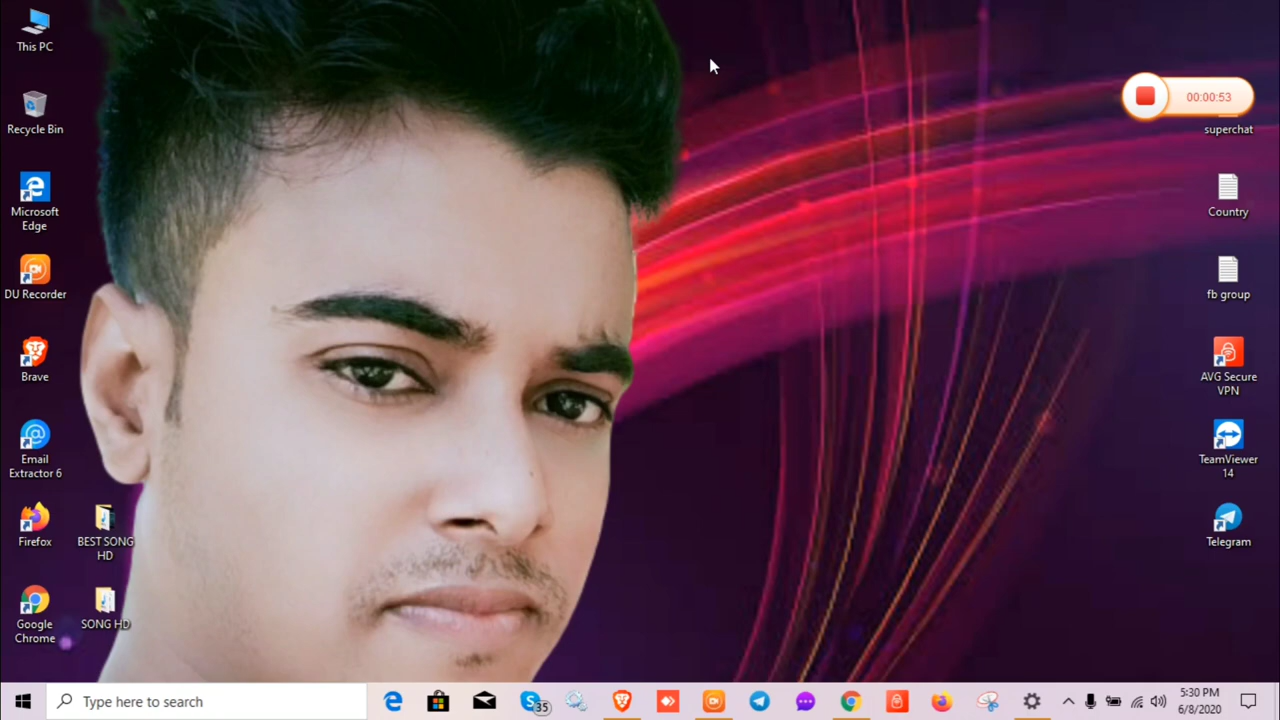 This PC
Recycle Bin
Microsoft
Edge
DU Recorder
Brave
Email
Extractor 6
Firefox
BEST SONG
HD
Google
Chrome
SONG HD
00:00:53
superchat
Country
fb group
AVG Secure
VPN
TeamViewer
14
Telegram
Type here to search
35
5:30 PM
6/8/2020